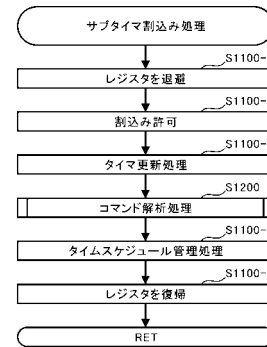 サブタイマ割込み処理
S1100-
レジスタを退避
S1100-
割込み許可
S1100-
タイマ更新処理
S1200
コマンド解析処理
S1100-
タイムスケジュール管理処理
S1100-
レジスタを復帰
RET